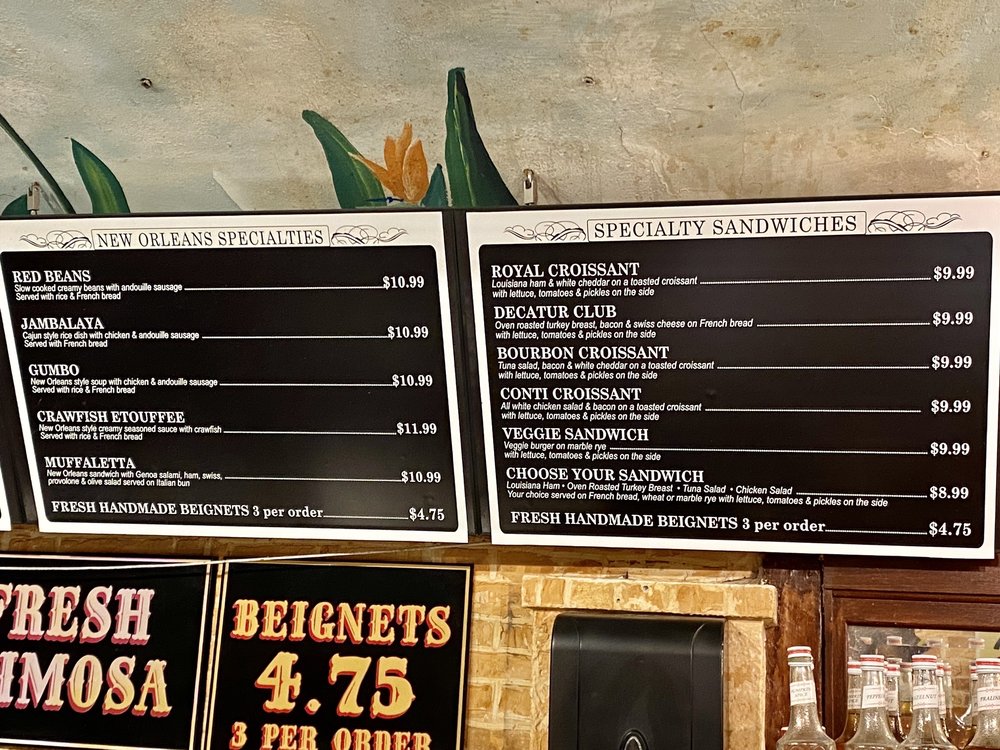 NEW ORLEANS SPECIALTIES
RED BEANS
Slow cooked creamy beans with andouille sausage $10.99
Served with rice & French bread
JAMBALAYA
Cajun style rice dish with chicken & andouille sausage $10.99
Served with French bread
GUMBO
New Orleans style soup with chicken & andouille sausage $10.99
Served with rice & French bread
CRAWFISH ETOUFFEE
New Orleans style creamy seasoned sauce with crawfish $11.99
Served with rice & French bread
MUFFALETTA
New Orleans sandwich with Genoa salami, ham, swiss, $10.99
provolone & olive salad served on Italian bun
FRESH HANDMADE BEIGNETS 3 per order $4.75
SPECIALTY SANDWICHES
ROYAL CROISSANT
Louisiana ham & white cheddar on a toasted croissant $9.99
with lettuce, tomatoes & pickles on the side
DECATUR CLUB
Oven roasted turkey breast, bacon & swiss cheese on French bread $9.99
with lettuce, tomatoes & pickles on the side
BOURBON CROISSANT
Tuna salad, bacon & white cheddar on a toasted croissant $9.99
with lettuce, tomatoes & pickles on the side
CONTI CROISSANT
All white chicken salad & bacon on a toasted croissant $9.99
with lettuce, tomatoes & pickles on the side
VEGGIE SANDWICH
Veggie burger on marble rye $9.99
with lettuce, tomatoes & pickles on the side
CHOOSE YOUR SANDWICH
Louisiana Ham • Oven Roasted Turkey Breast • Tuna Salad • Chicken Salad $8.99
Your choice served on French bread, wheat or marble rye with lettuce, tomatoes & pickles on the side
FRESH HANDMADE BEIGNETS 3 per order $4.75
FRESH
IMOSA
BEIGNETS
4.75
3 PER ORDER